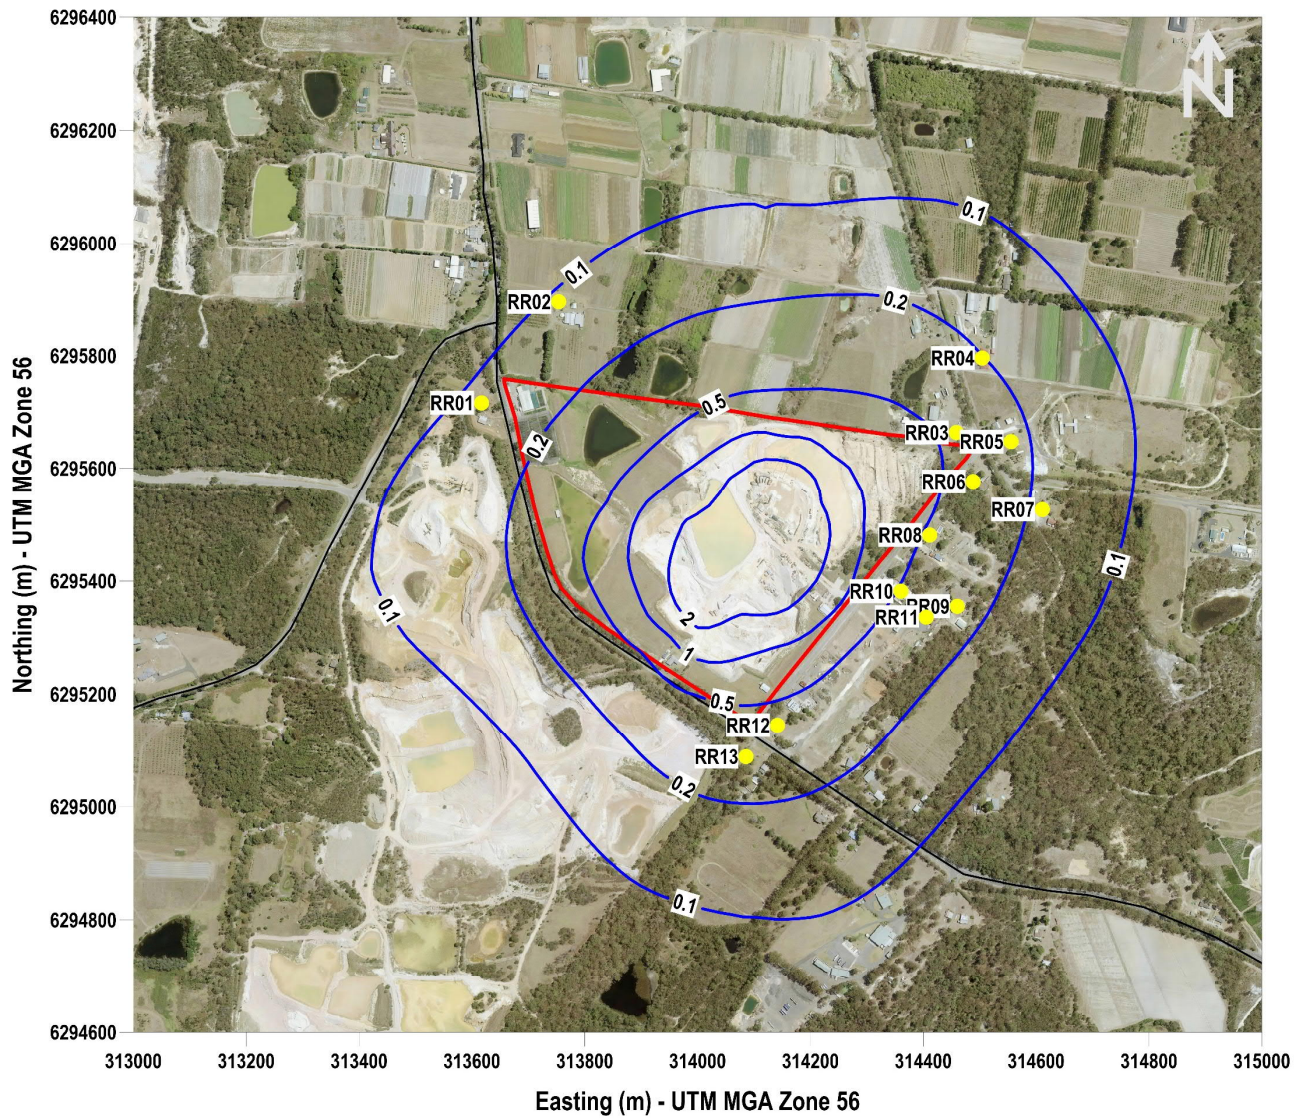 6296400
6296200
6296000
6295800
6295600
6295400
6295200
6295000
6294800
6294600
Northing (m) - UTM MGA Zone 56
N
0.1
0.1
RR02
0.2
RR04
RR01
0.5
RR03
RR05
0.2
RR06
RR07
RR08
0.1
RR10
RR09
0.1
RR11
2
1
0.5
RR12
RR13
0.2
0.1
313000 313200 313400 313600 313800 314000 314200 314400 314600 314800 315000
Easting (m) - UTM MGA Zone 56